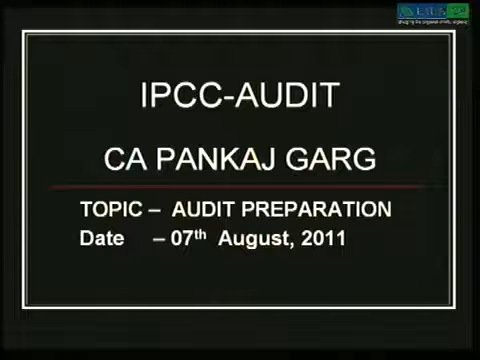 IPCC-AUDIT
CA PANKAJ GARG
TOPIC – AUDIT PREPARATION
Date – 07th August, 2011